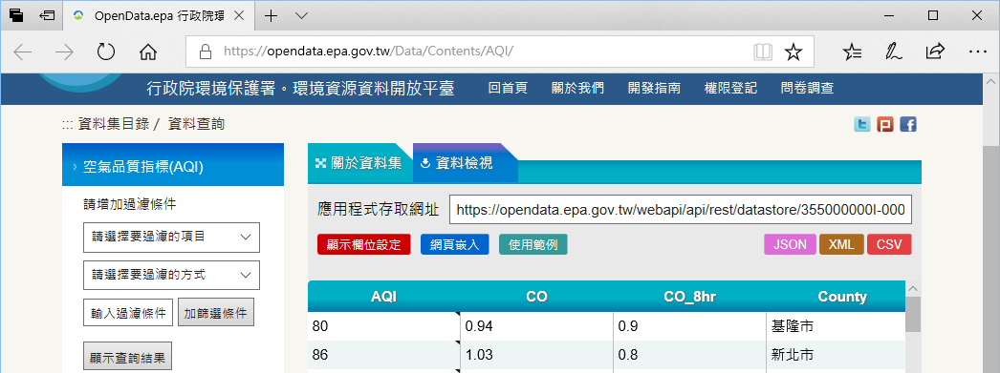 OpenData.epa 行政院環
https://opendata.epa.gov.tw/Data/Contents/AQI/
行政院環境保護署。環境資源資料開放平臺 回首頁 關於我們 開發指南 權限登記 問卷調查
::: 資料集目錄 / 資料查詢
空氣品質指標(AQI)
請增加過濾條件
請選擇要過濾的項目
請選擇要過濾的方式
輸入過濾條件 加篩選條件
顯示查詢結果
關於資料集 資料檢視
應用程式存取網址 https://opendata.epa.gov.tw/webapi/api/rest/datastore/355000000I-000
顯示欄位設定 網頁嵌入 使用範例 JSON XML CSV
AQI CO CO_8hr County
80 0.94 0.9 基隆市
86 1.03 0.8 新北市